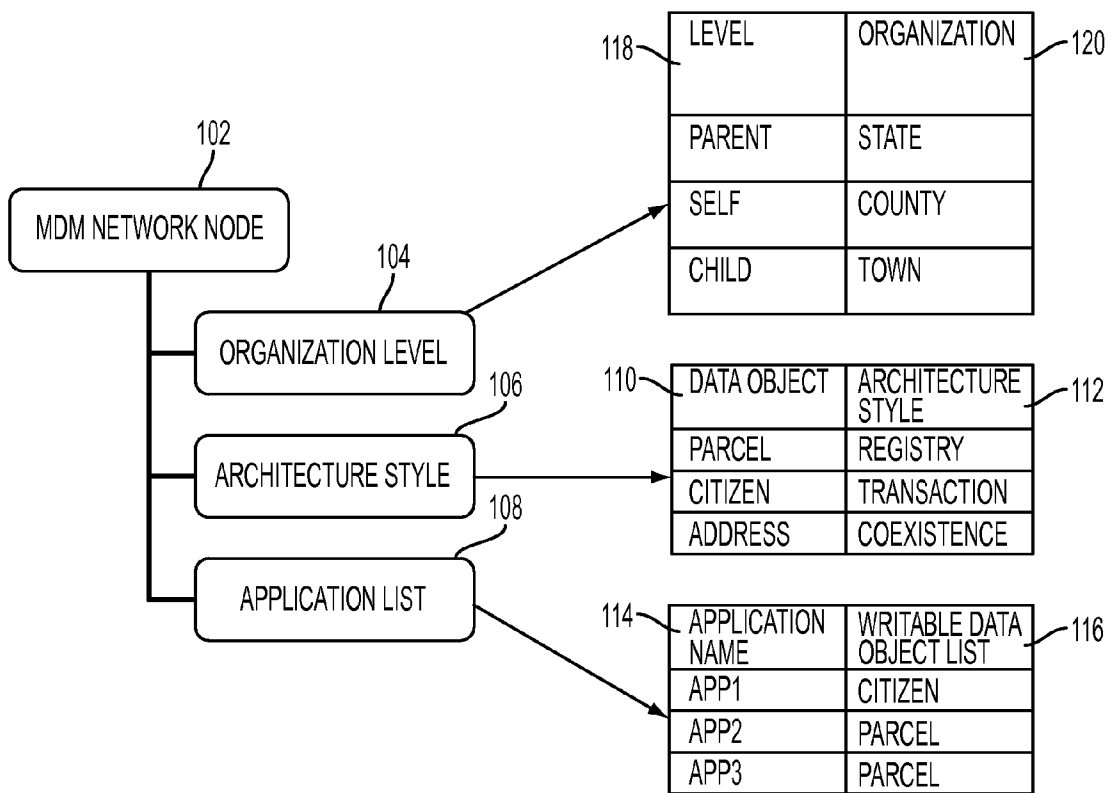 102
MDM NETWORK NODE
104
ORGANIZATION LEVEL
106
ARCHITECTURE STYLE
108
APPLICATION LIST
118
LEVEL
ORGANIZATION
120
PARENT
STATE
SELF
COUNTY
CHILD
TOWN
110
DATA OBJECT
ARCHITECTURE
STYLE
112
PARCEL
REGISTRY
CITIZEN
TRANSACTION
ADDRESS
COEXISTENCE
114
APPLICATION
NAME
WRITABLE DATA
OBJECT LIST
116
APP1
CITIZEN
APP2
PARCEL
APP3
PARCEL